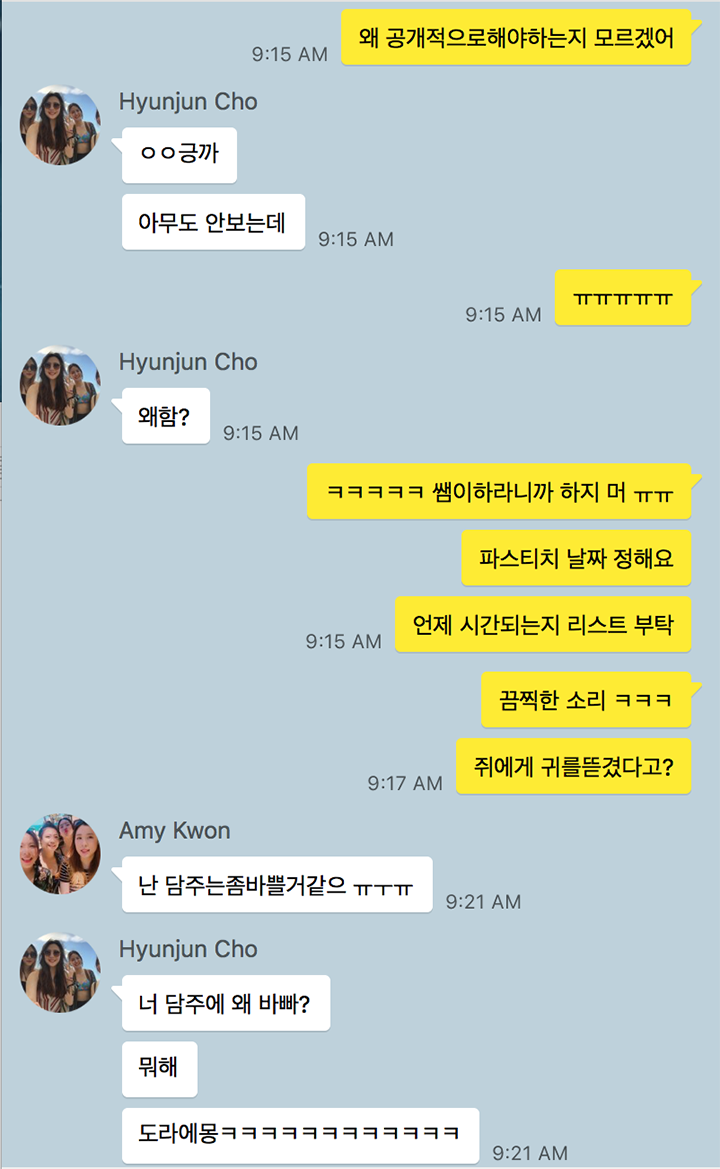 왜 공개적으로해야하는지 모르겠어
9:15 AM
Hyunjun Cho
ㅇㅇ긍까
아무도 안보는데
9:15 AM
ㅠㅠㅠㅠㅠ
9:15 AM
Hyunjun Cho
왜함?
9:15 AM
ㅋㅋㅋㅋㅋ 쌤이하라니까 하지 머 ㅠㅠ
파스티치 날짜 정해요
언제 시간되는지 리스트 부탁
9:15 AM
끔찍한 소리 ㅋㅋㅋ
쥐에게 귀를뜯겼다고?
9:17 AM
Amy Kwon
난 담주는좀바쁠거같으 ㅠㅜㅠ
9:21 AM
Hyunjun Cho
너 담주에 왜 바빠?
뭐해
도라에몽ㅋㅋㅋㅋㅋㅋㅋㅋㅋㅋㅋㅋ
9:21 AM